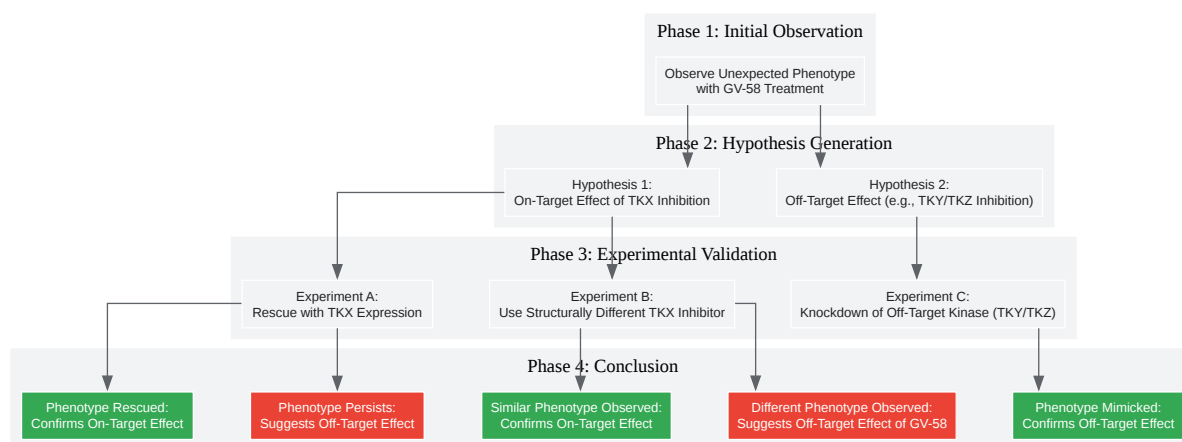 Phase 1: Initial Observation
Observe Unexpected Phenotype
with GV-58 Treatment
Phase 2: Hypothesis Generation
Hypothesis 1:
On-Target Effect of TKX Inhibition
Hypothesis 2:
Off-Target Effect (e.g., TKY/TKZ Inhibition)
Phase 3: Experimental Validation
Experiment A:
Rescue with TKX Expression
Experiment B:
Use Structurally Different TKX Inhibitor
Experiment C:
Knockdown of Off-Target Kinase (TKY/TKZ)
Phase 4: Conclusion
Phenotype Rescued:
Confirms On-Target Effect
Phenotype Persists:
Suggests Off-Target Effect
Similar Phenotype Observed:
Confirms On-Target Effect
Different Phenotype Observed:
Suggests Off-Target Effect of GV-58
Phenotype Mimicked:
Confirms Off-Target Effect